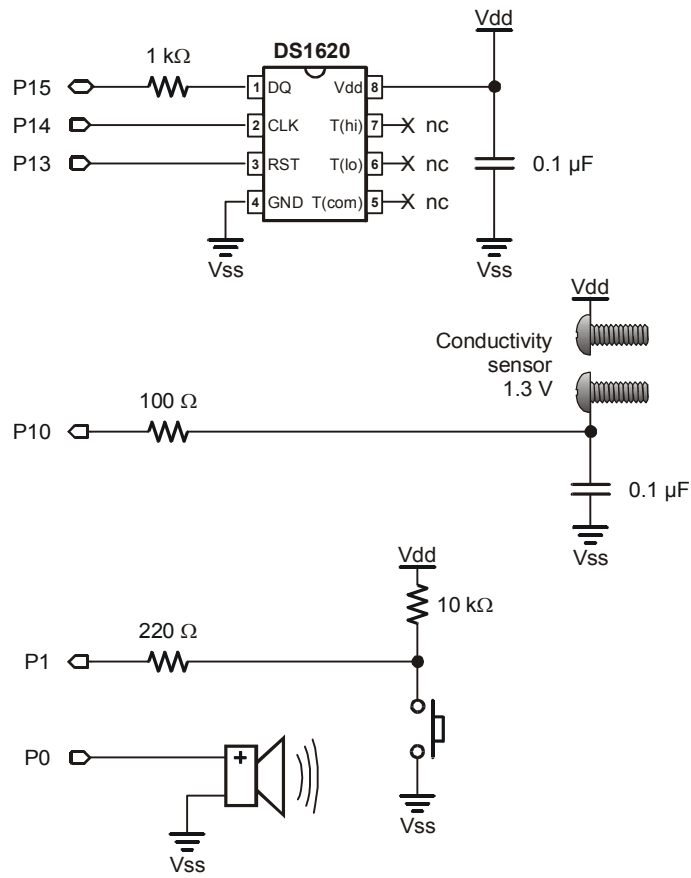 Vdd
DS1620
1 kΩ
P15 1 DQ Vdd 8
P14 2 CLK T(hi) 7 X nc
P13 3 RST T(lo) 6 X nc 0.1 µF
4 GND T(com) 5 X nc
Vss Vss
Vdd
Conductivity
sensor
1.3 V
100 Ω
P10
0.1 µF
Vss
Vdd
10 kΩ
220 Ω
P1
P0 +
Vss
Vss